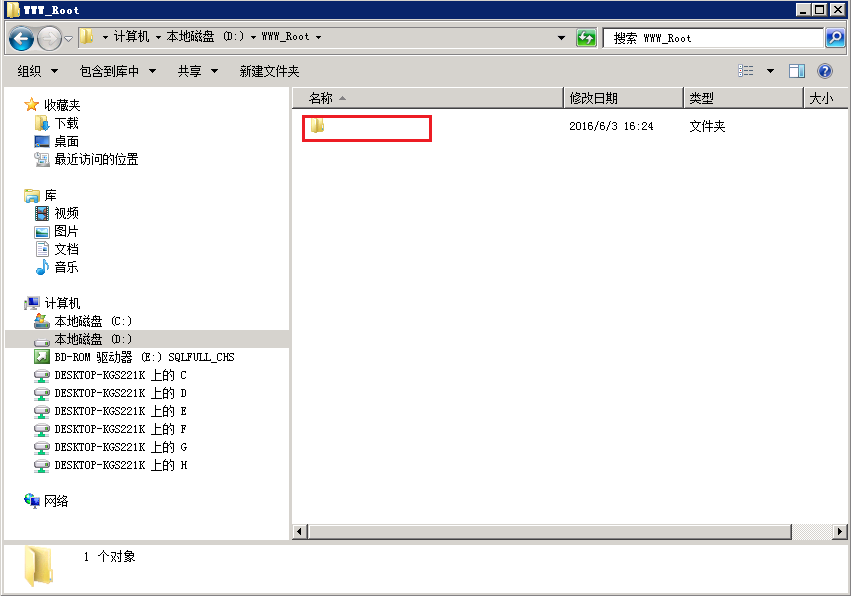 WWW_Root
计算机 本地磁盘 (D:) WWW_Root
搜索 WWW_Root
组织 包含到库中 共享 新建文件夹
名称 修改日期 类型 大小
2016/6/3 16:24 文件夹
收藏夹
下载
桌面
最近访问的位置
库
视频
图片
文档
音乐
计算机
本地磁盘 (C:)
本地磁盘 (D:)
BD-ROM 驱动器 (E:) SQLFULL_CHS
DESKTOP-KGS221K 上的 C
DESKTOP-KGS221K 上的 D
DESKTOP-KGS221K 上的 E
DESKTOP-KGS221K 上的 F
DESKTOP-KGS221K 上的 G
DESKTOP-KGS221K 上的 H
网络
1 个对象